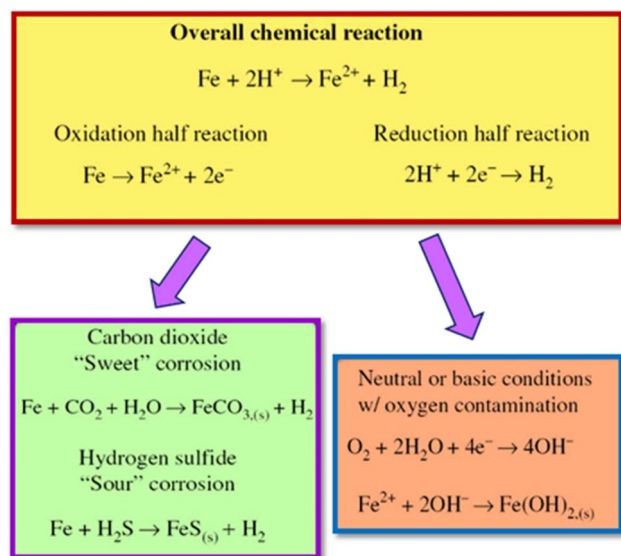 Overall chemical reaction
Fe + 2H⁺ → Fe²⁺ + H₂
Oxidation half reaction
Fe → Fe²⁺ + 2e⁻
Reduction half reaction
2H⁺ + 2e⁻ → H₂
Carbon dioxide
“Sweet” corrosion
Fe + CO₂ + H₂O → FeCO₃,₍ₛ₎ + H₂
Hydrogen sulfide
“Sour” corrosion
Fe + H₂S → FeS₍ₛ₎ + H₂
Neutral or basic conditions
w/ oxygen contamination
O₂ + 2H₂O + 4e⁻ → 4OH⁻
Fe²⁺ + 2OH⁻ → Fe(OH)₂,₍ₛ₎